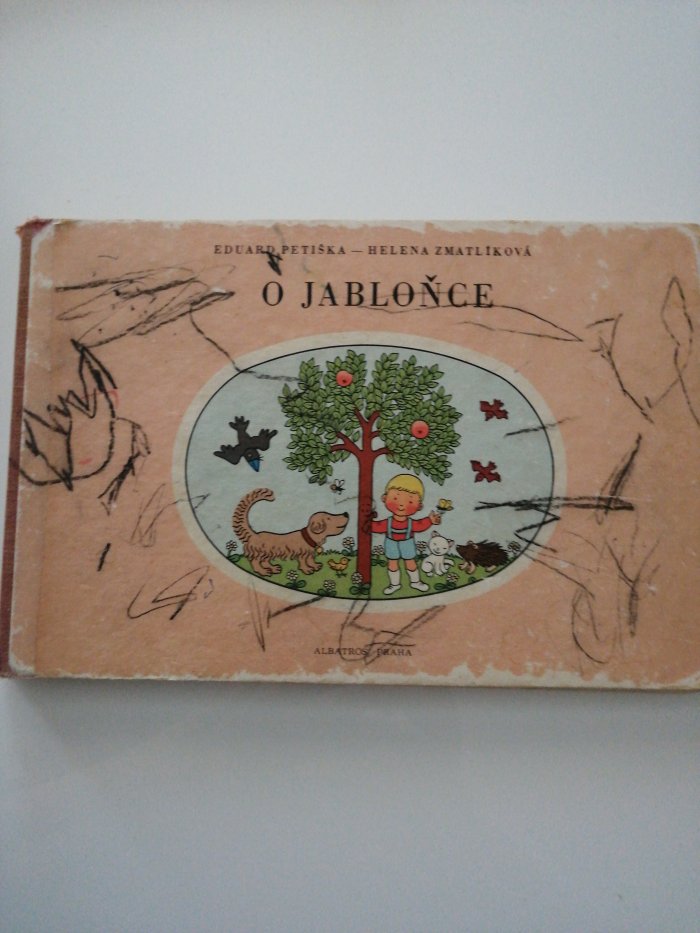 EDUARD PETIŠKA — HELENA ZMATLÍKOVÁ
O JABLOŇCE
ALBATROS PRAHA